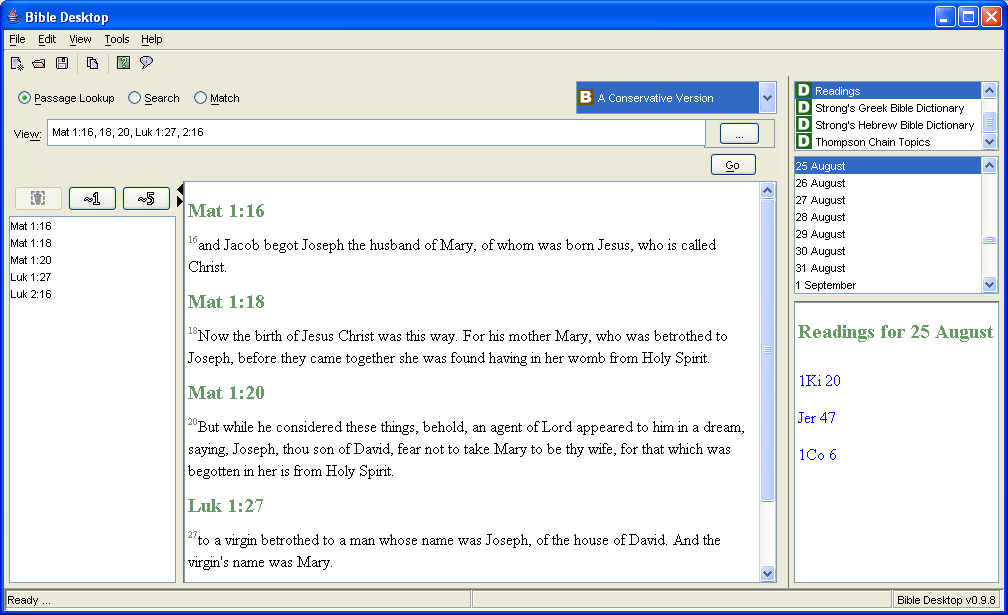 Bible Desktop
File Edit View Tools Help
Passage Lookup Search Match
B A Conservative Version
View: Mat 1:16, 18, 20, Luk 1:27, 2:16
...
Go
~1 ~5
Mat 1:16
Mat 1:18
Mat 1:20
Luk 1:27
Luk 2:16
Mat 1:16
16and Jacob begot Joseph the husband of Mary, of whom was born Jesus, who is called
Christ.
Mat 1:18
18Now the birth of Jesus Christ was this way. For his mother Mary, who was betrothed to
Joseph, before they came together she was found having in her womb from Holy Spirit.
Mat 1:20
20But while he considered these things, behold, an agent of Lord appeared to him in a dream,
saying, Joseph, thou son of David, fear not to take Mary to be thy wife, for that which was
begotten in her is from Holy Spirit.
Luk 1:27
27to a virgin betrothed to a man whose name was Joseph, of the house of David. And the
virgin's name was Mary.
D Readings
D Strong's Greek Bible Dictionary
D Strong's Hebrew Bible Dictionary
D Thompson Chain Topics
25 August
26 August
27 August
28 August
29 August
30 August
31 August
1 September
Readings for 25 August
1Ki 20
Jer 47
1Co 6
Ready ...
Bible Desktop v0.9.8